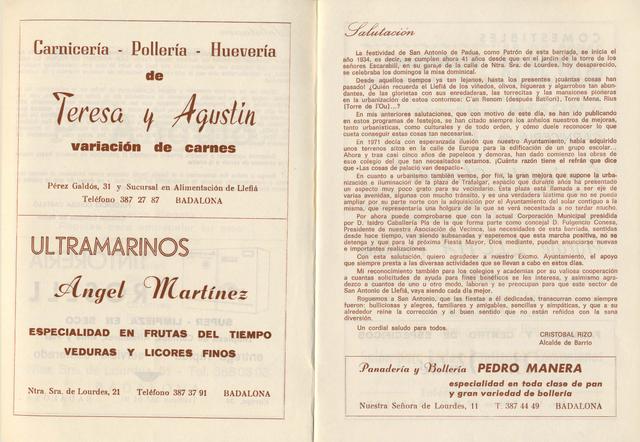 Carnicería - Pollería - Huevería
de
Teresa y Agustín
variación de carnes
Pérez Galdós, 31 y Sucursal en Alimentación de Llefiá
Teléfono 387 27 87 BADALONA
ULTRAMARINOS
Angel Martínez
ESPECIALIDAD EN FRUTAS DEL TIEMPO
VEDURAS Y LICORES FINOS
Ntra. Sra. de Lourdes, 21 Teléfono 387 37 91 BADALONA
Salutación
La festividad de San Antonio de Padua, como Patrón de esta barriada, se inicia el
año 1934, es decir, se cumplen ahora 41 años desde que en el jardín de la torre de los
señores Escarabill, en su garaje de la calle de Ntra. Sra. de Lourdes, hoy desaparecido,
se celebraba los domingos la misa dominical.
Desde aquellos tiempos ya tan lejanos, hasta los presentes ¡cuántas cosas han
pasado! ¿Quién recuerda el Llefiá de los viñedos, olivos, higueras y algarrobos tan abun-
dantes, de las glorietas con sus enredaderas, las torrecitas y las mansiones pioneras
en la urbanización de estos contornos: C'an Renom (después Batllori), Torre Mena, Rius
(Torre de l'Ou)...?
En mis anteriores salutaciones, que con motivo de este día, se han ido publicando
en estos programas de festejos, se han citado siempre los anhelos nuestros de mejoras,
tanto urbanísticas, como culturales y de todo orden, y cómo duele reconocer lo que
cuesta conseguir estas cosas tan necesarias.
En 1971 decía con esperanzada ilusión que nuestro Ayuntamiento, había adquirido
unos terrenos altos en la calle de Europa para la edificación de un grupo escolar...
Ahora y tras casi cinco años de papeleos y demoras, han dado comienzo las obras de
este colegio del que tan necesitados estamos. ¡Cuánta razón tiene el refrán que dice
que «Las cosas de palacio van despacio».
En cuanto a urbanismo también vemos, por fin, la gran mejora que supone la urba-
nización e iluminación de la plaza de Trafalgar, espacio que durante años ha presentado
un aspecto muy poco grato para su vecindario. Esta plaza está llamada a ser eje de
varias arterias ya hoy con mucho tránsito, y es una verdadera lástima que no se pueda
ampliar por su parte norte con la adquisición por el Ayuntamiento del solar contiguo a la
misma, que representaría una holgura de la que se verá necesitada a no tardar mucho.
Por ahora puede comprobarse que con la actual Corporación Municipal presidida
por D. Isidro Caballería Pla de la que forma parte como concejal D. Fulgencio Conesa,
Presidente de nuestra Asociación de Vecinos, las necesidades de esta barriada, sentidas
desde hace tiempo, van siendo subsanadas y esperemos que esta marcha positiva, no se
detenga y que para la próxima Fiesta Mayor, Dios mediante, puedan anunciarse nuevas
e importantes realizaciones.
Con esta salutación, quiero agradecer a nuestro Excmo. Ayuntamiento, el apoyo
que siempre presta a las diversas actividades que se llevan a cabo en estos días.
Mi reconocimiento también para los colegios y academias por su valiosa cooperación
a cuantas solicitudes de ayuda para fines benéficos se les interesa, y asimismo agra-
dezco a cuantos de uno u otro modo, laboran y se preocupan para que este sector de
San Antonio de Llefiá, vaya siendo cada día mejor.
Roguemos a San Antonio, que las fiestas a él dedicadas, transcurran como siempre
fueron: bulliciosas y alegres, familiares y amigables, sencillas y simpáticas, y que a su
alrededor reine la corrección y el buen sentido que no están reñidos con la sana
diversión.
Un cordial saludo para todos.
CRISTOBAL RIZO
Alcalde de Barrio
Panadería y Bollería PEDRO MANERA
especialidad en toda clase de pan
y gran variedad de bollería
Nuestra Señora de Lourdes, 11 T. 387 44 49 BADALONA